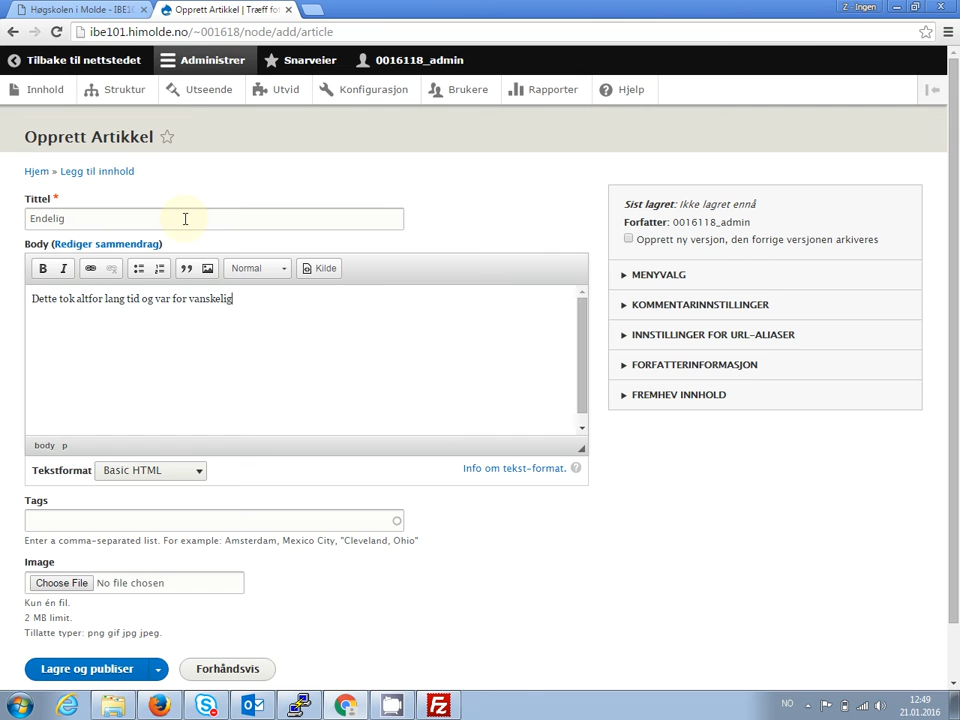 Høgskolen i Molde - IBE10
Opprett Artikkel | Træff fo
Z - Ingen
ibe101.himolde.no/~001618/node/add/article
Tilbake til nettstedet
Administrer
Snarveier
0016118_admin
Innhold
Struktur
Utseende
Utvid
Konfigurasjon
Brukere
Rapporter
Hjelp
Opprett Artikkel
Hjem » Legg til innhold
Tittel *
Endelig
Body (Rediger sammendrag)
B I
Normal
Kilde
Dette tok altfor lang tid og var for vanskelig
body p
Tekstformat Basic HTML
Info om tekst-format. ?
Tags
Enter a comma-separated list. For example: Amsterdam, Mexico City, "Cleveland, Ohio"
Image
Choose File No file chosen
Kun én fil.
2 MB limit.
Tillatte typer: png gif jpg jpeg.
Lagre og publiser
Forhåndsvis
Sist lagret: Ikke lagret ennå
Forfatter: 0016118_admin
Opprett ny versjon, den forrige versjonen arkiveres
MENYVALG
KOMMENTARINNSTILLINGER
INNSTILLINGER FOR URL-ALIASER
FORFATTERINFORMASJON
FREMHEV INNHOLD
NO
12:49
21.01.2016